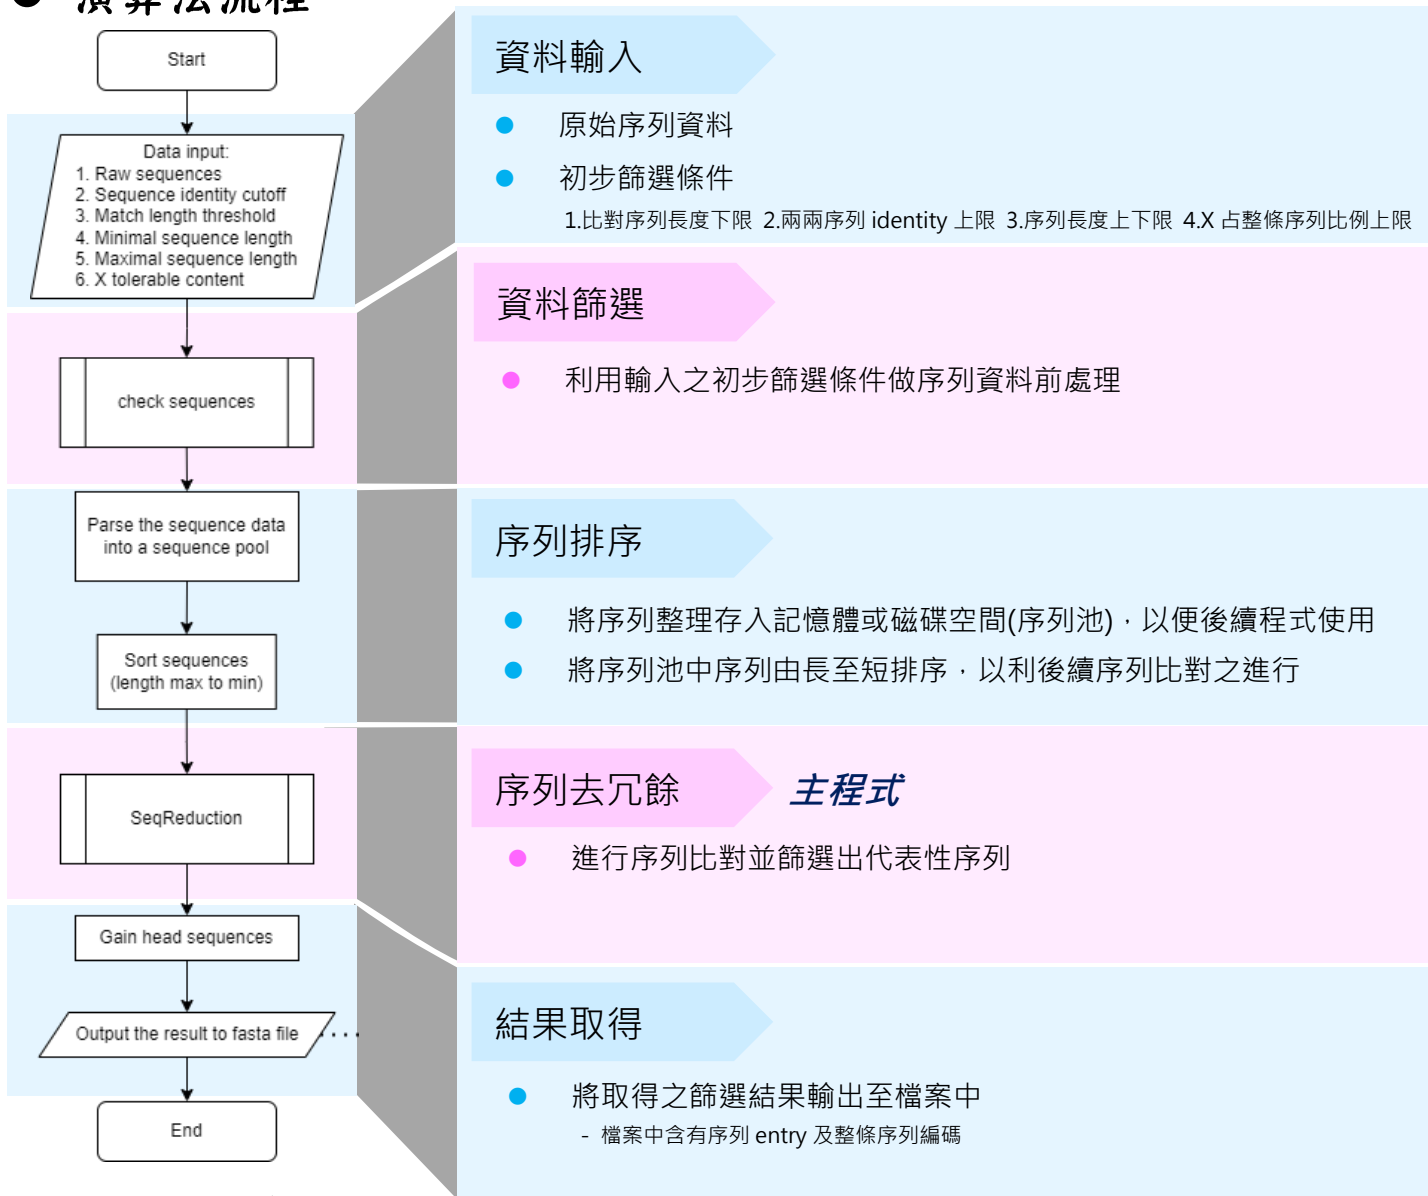 ● 演算法流程
Start
Data input:
1. Raw sequences
2. Sequence identity cutoff
3. Match length threshold
4. Minimal sequence length
5. Maximal sequence length
6. X tolerable content
check sequences
Parse the sequence data
into a sequence pool
Sort sequences
(length max to min)
SeqReduction
Gain head sequences
Output the result to fasta file
End
資料輸入
● 原始序列資料
● 初步篩選條件
1.比對序列長度下限 2.兩兩序列 identity 上限 3.序列長度上下限 4.X 占整條序列比例上限
資料篩選
● 利用輸入之初步篩選條件做序列資料前處理
序列排序
● 將序列整理存入記憶體或磁碟空間(序列池)，以便後續程式使用
● 將序列池中序列由長至短排序，以利後續序列比對之進行
序列去冗餘 主程式
● 進行序列比對並篩選出代表性序列
結果取得
● 將取得之篩選結果輸出至檔案中
- 檔案中含有序列 entry 及整條序列編碼